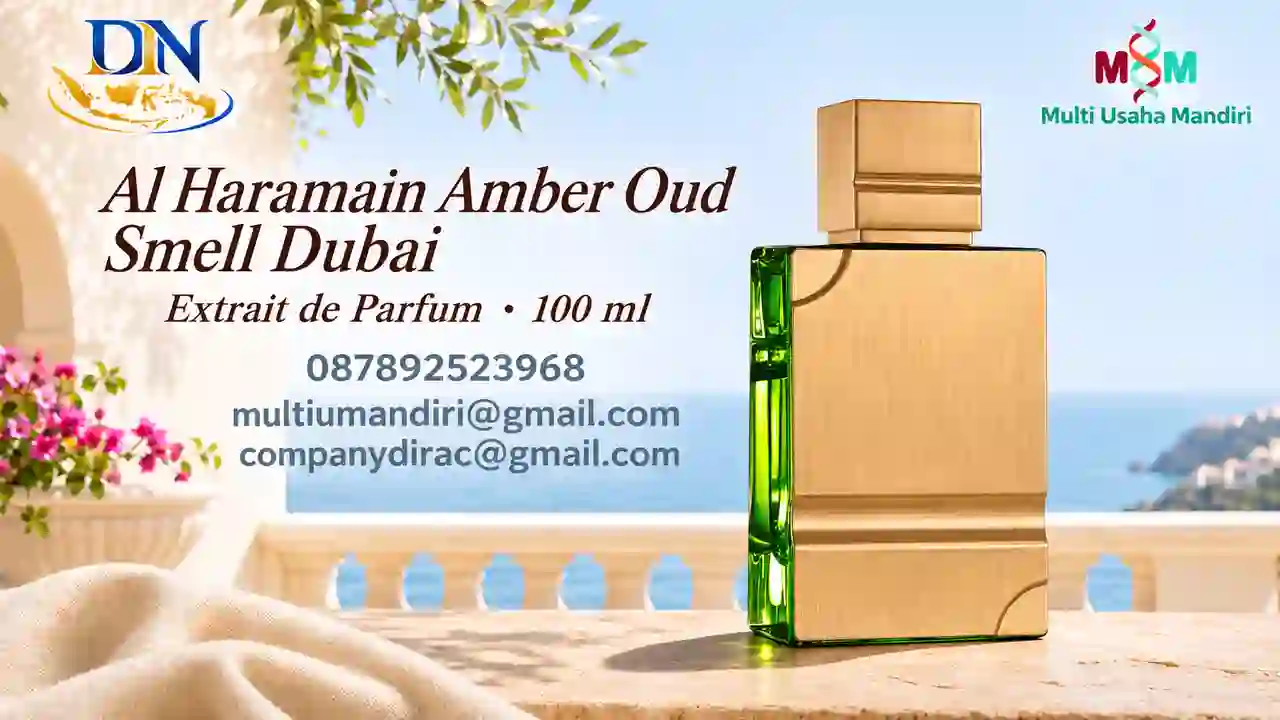 DN
M M
Multi Usaha Mandiri
Al Haramain Amber Oud
Smell Dubai
Extrait de Parfum • 100 ml
087892523968
multiumandiri@gmail.com
companydirac@gmail.com